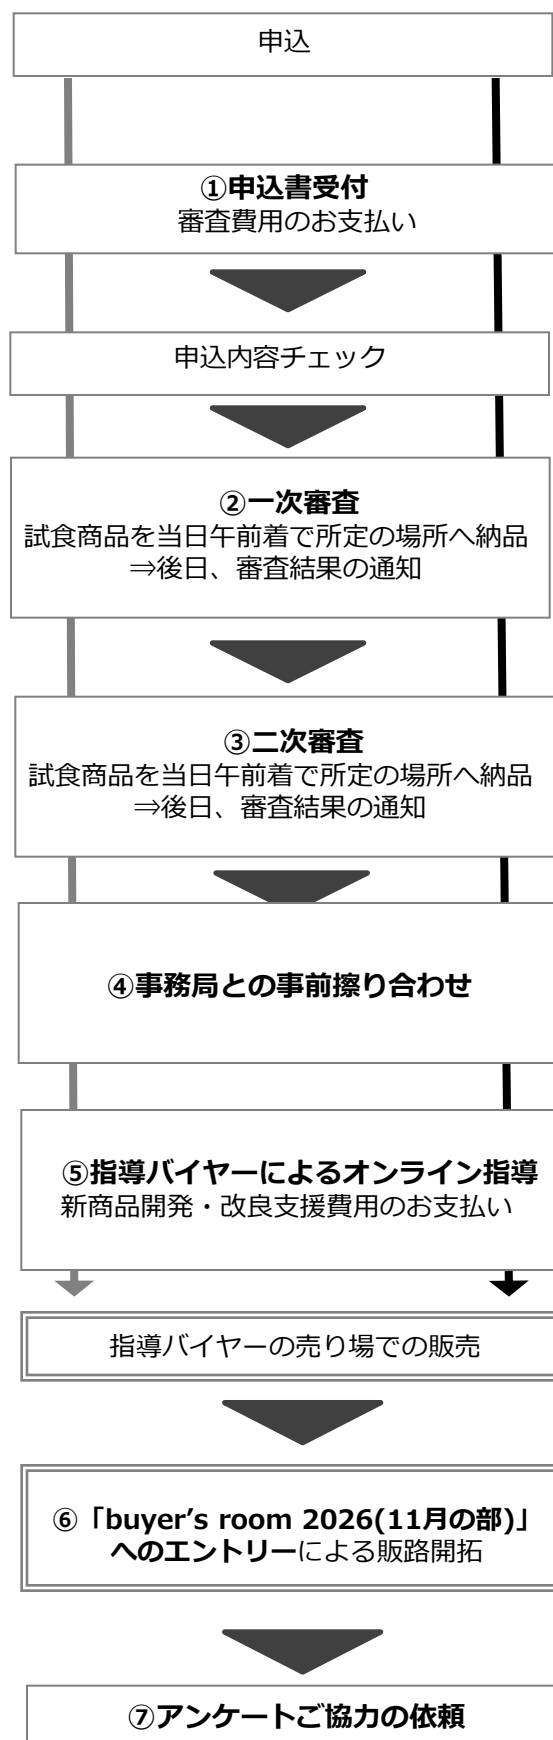 申込
①申込書受付
審査費用のお支払い
申込内容チェック
②一次審査
試食商品を当日午前着で所定の場所へ納品
⇒後日、審査結果の通知
③二次審査
試食商品を当日午前着で所定の場所へ納品
⇒後日、審査結果の通知
④事務局との事前擦り合わせ
⑤指導バイヤーによるオンライン指導
新商品開発・改良支援費用のお支払い
指導バイヤーの売り場での販売
⑥「buyer’s room 2026(11月の部)」
へのエントリーによる販路開拓
⑦アンケートご協力の依頼